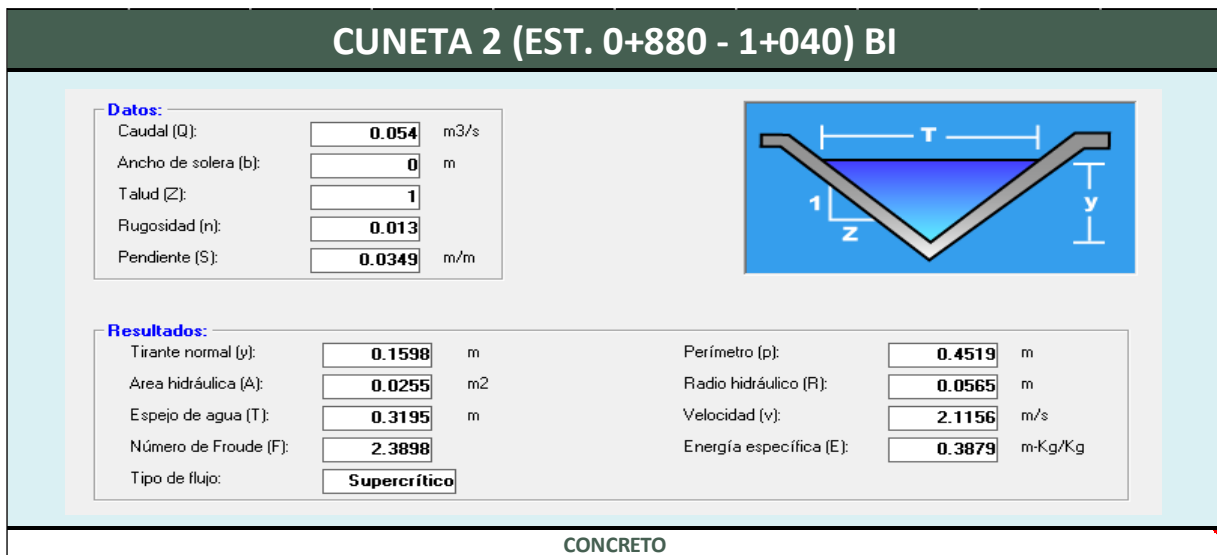 CUNETA 2 (EST. 0+880 - 1+040) BI
Datos:
Caudal (Q): 0.054 m3/s
Ancho de solera (b): 0 m
Talud (Z): 1
Rugosidad (n): 0.013
Pendiente (S): 0.0349 m/m
T
1
Z
y
Resultados:
Tirante normal (y): 0.1598 m Perímetro (p): 0.4519 m
Area hidráulica (A): 0.0255 m2 Radio hidráulico (R): 0.0565 m
Espejo de agua (T): 0.3195 m Velocidad (v): 2.1156 m/s
Número de Froude (F): 2.3898 Energía específica (E): 0.3879 m-Kg/Kg
Tipo de flujo: Supercrítico
CONCRETO